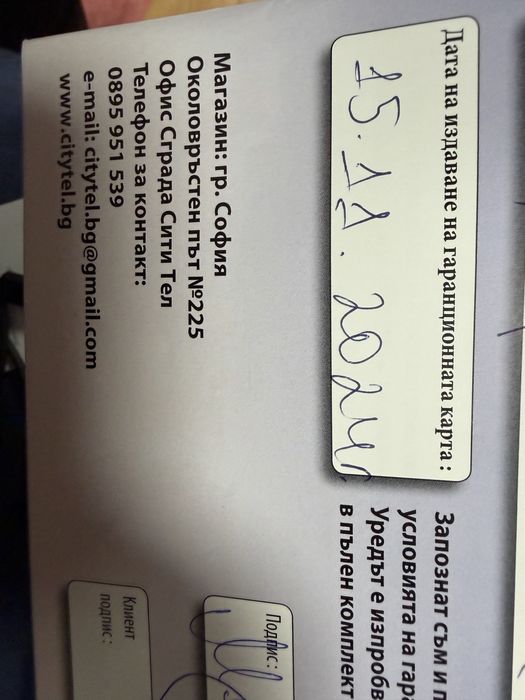 Дата на издаване на гаранционната карта :
15.11.2024г
Запознат съм и
условията на гар
Уредът е изпробв
в пълен комплект
Магазин: гр. София
Околовръстен път №225
Офис Сграда Сити Тел
Телефон за контакт:
0895 951 539
e-mail: citytel.bg@gmail.com
www.citytel.bg
Подпис:
Клиент
подпис: